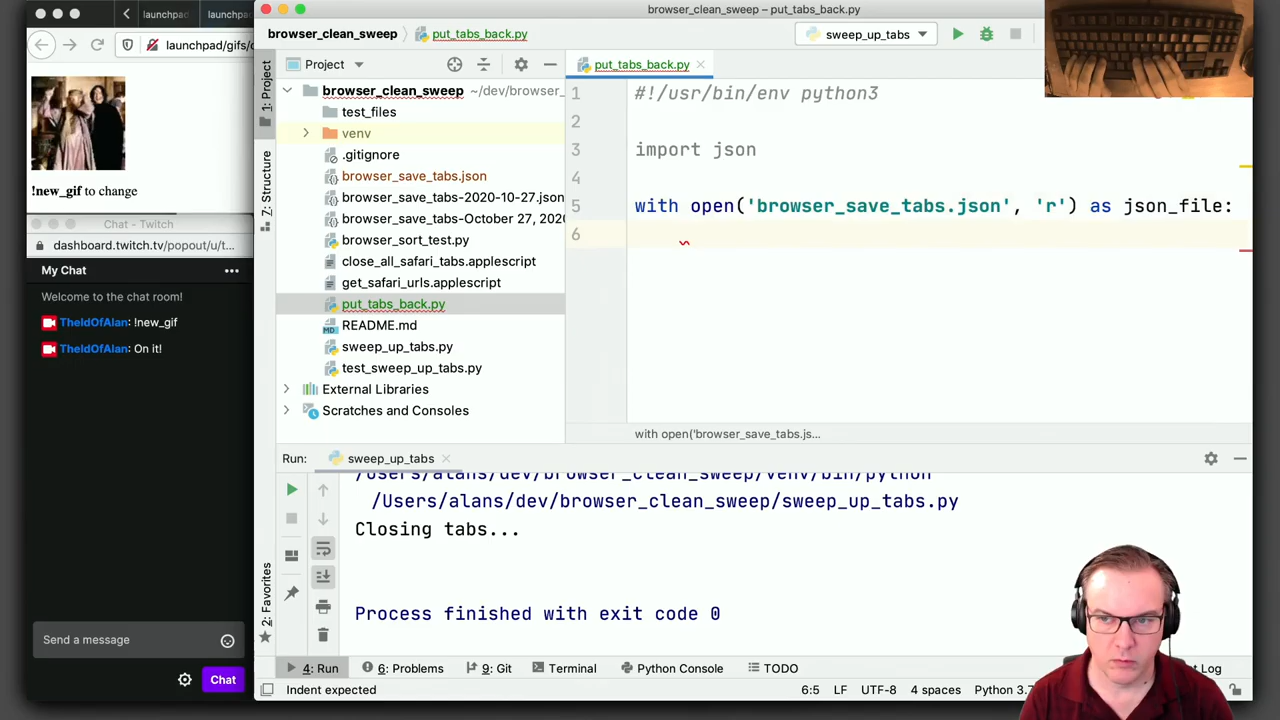 launchpad
launchpad
launchpad/gifs/c
!new_gif to change
Chat - Twitch
dashboard.twitch.tv/popout/u/t...
My Chat
Welcome to the chat room!
TheIdOfAlan: !new_gif
TheIdOfAlan: On it!
Send a message
Chat
browser_clean_sweep – put_tabs_back.py
browser_clean_sweep
put_tabs_back.py
sweep_up_tabs
1: Project
7: Structure
2: Favorites
Project
browser_clean_sweep ~/dev/browser_
test_files
venv
.gitignore
browser_save_tabs.json
browser_save_tabs-2020-10-27.json
browser_save_tabs-October 27, 2020
browser_sort_test.py
close_all_safari_tabs.applescript
get_safari_urls.applescript
put_tabs_back.py
README.md
sweep_up_tabs.py
test_sweep_up_tabs.py
External Libraries
Scratches and Consoles
put_tabs_back.py
1 #!/usr/bin/env python3
2
3 import json
4
5 with open('browser_save_tabs.json', 'r') as json_file:
6
with open('browser_save_tabs.js...
Run: sweep_up_tabs
/Users/alans/dev/browser_clean_sweep/venv/bin/python
/Users/alans/dev/browser_clean_sweep/sweep_up_tabs.py
Closing tabs...
Process finished with exit code 0
4: Run
6: Problems
9: Git
Terminal
Python Console
TODO
Log
Indent expected
6:5 LF UTF-8 4 spaces Python 3.7